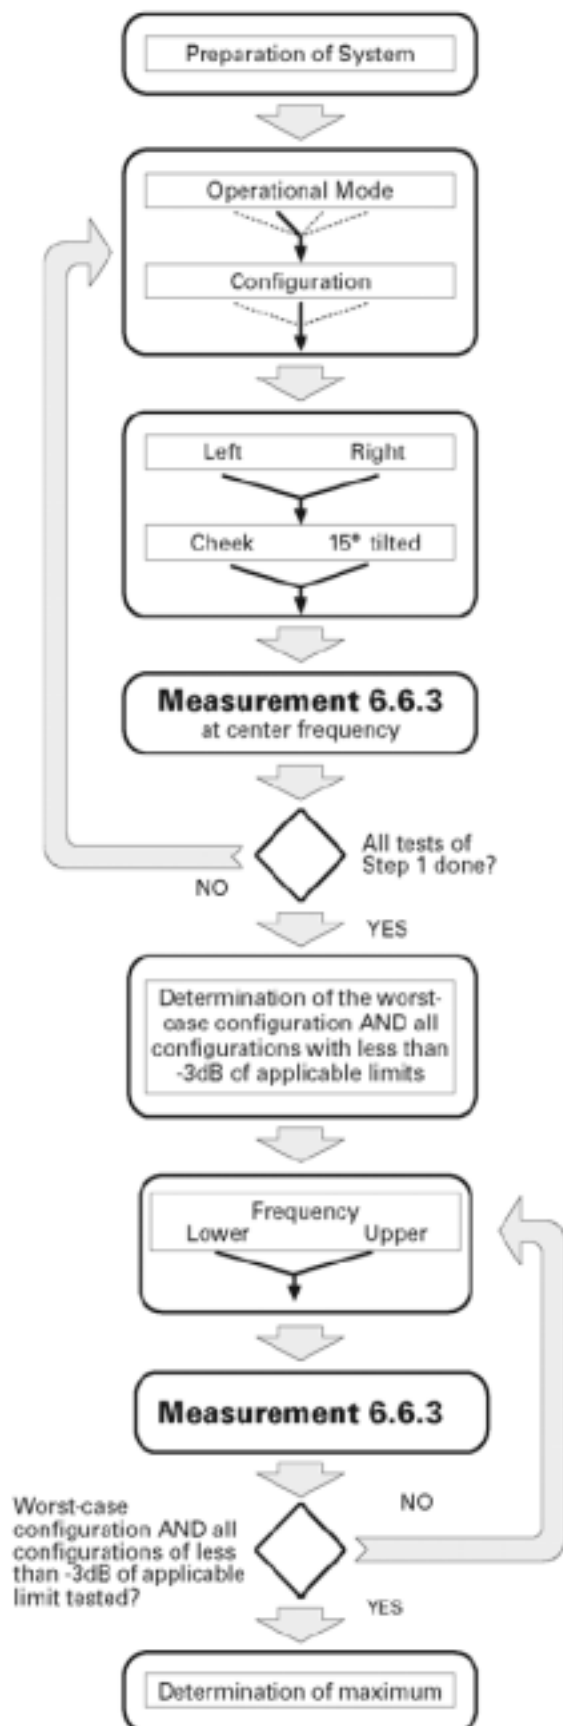 Preparation of System
Operational Mode
Configuration
Left Right
Cheek 15° tilted
Measurement 6.6.3
at center frequency
All tests of
Step 1 done?
NO
YES
Determination of the worst-
case configuration AND all
configurations with less than
-3dB of applicable limits
Frequency
Lower Upper
Measurement 6.6.3
NO
Worst-case
configuration AND all
configurations of less
than -3dB of applicable
limit tested?
YES
Determination of maximum